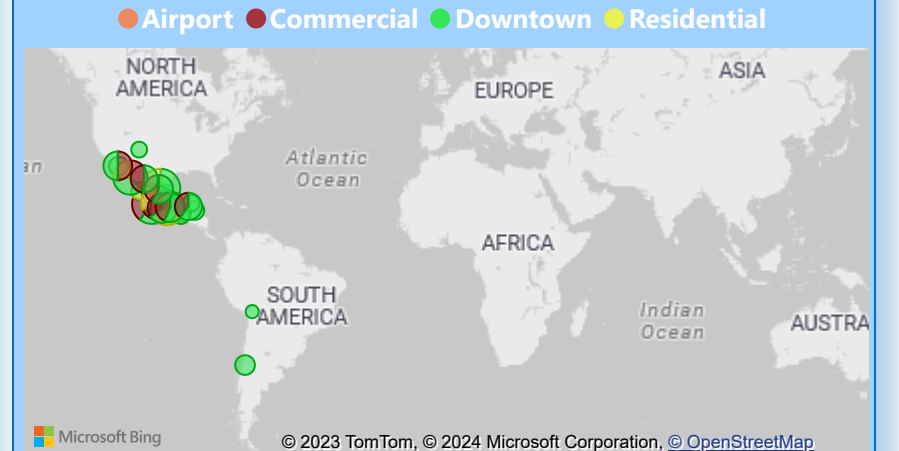 Airport Commercial Downtown Residential
NORTH
AMERICA
EUROPE
ASIA
Atlantic
Ocean
an
AFRICA
SOUTH
AMERICA
Indian
Ocean
AUSTRA
Microsoft Bing
© 2023 TomTom, © 2024 Microsoft Corporation, © OpenStreetMap